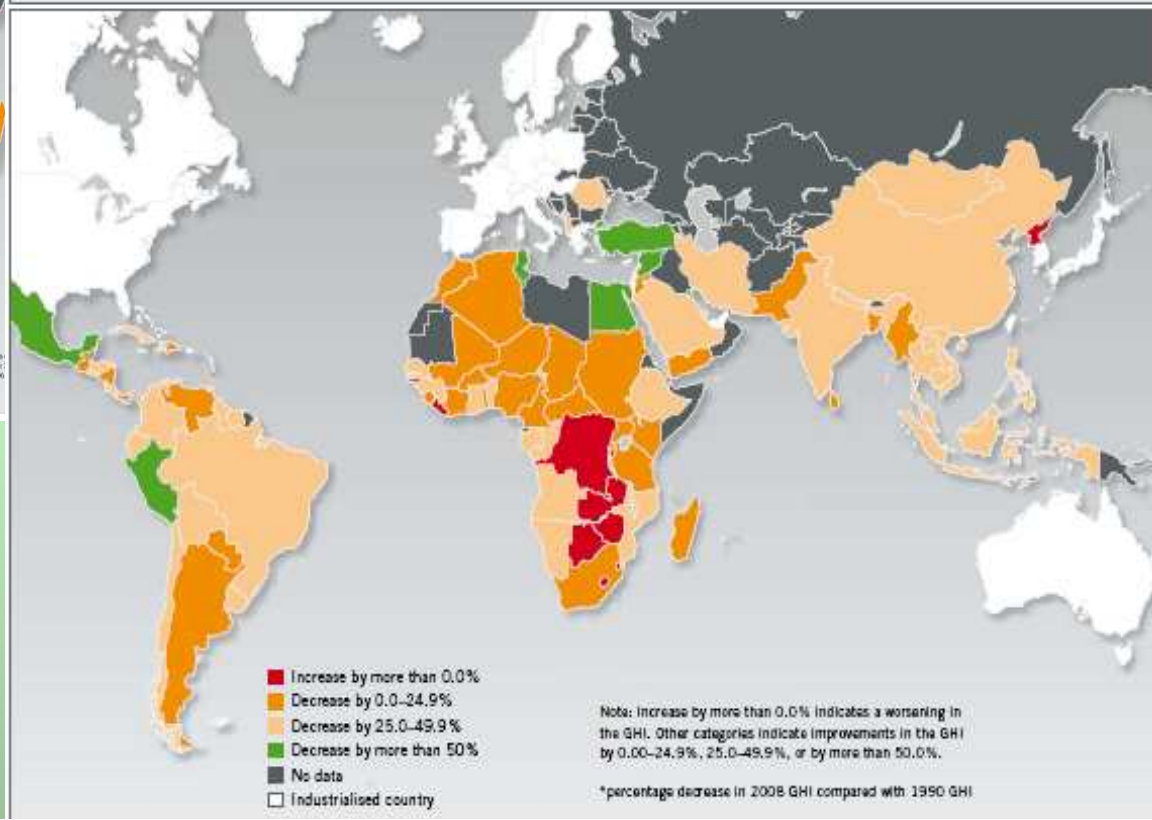 Increase by more than 0.0%
Decrease by 0.0–24.9%
Decrease by 25.0–49.9%
Decrease by more than 50%
No data
Industrialised country
Note: Increase by more than 0.0% indicates a worsening in
the GHI. Other categories indicate improvements in the GHI
by 0.00–24.9%, 25.0–49.9%, or by more than 50.0%.
*percentage decrease in 2008 GHI compared with 1990 GHI